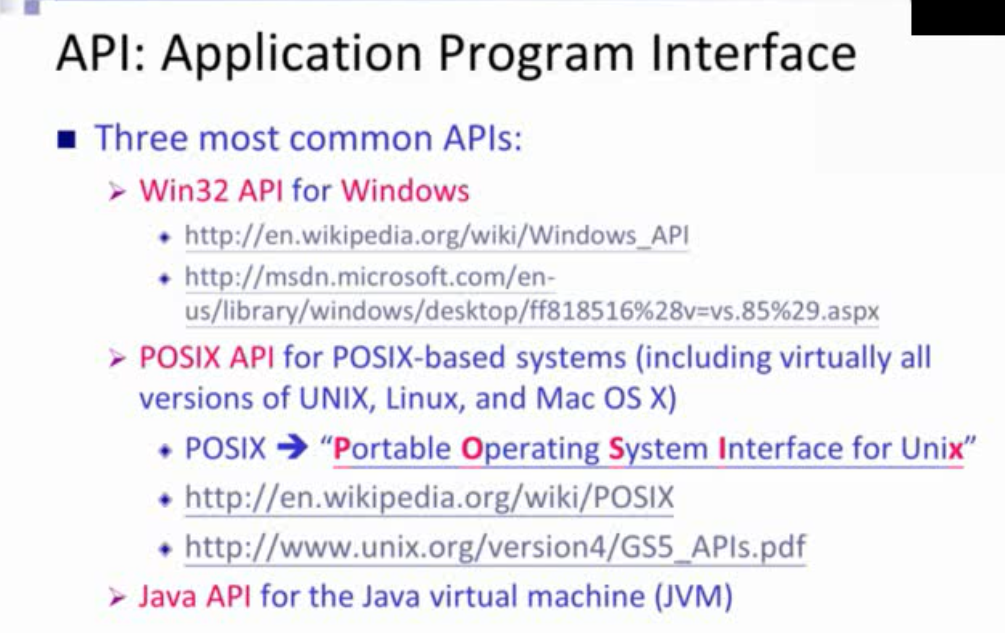 API: Application Program Interface
Three most common APIs:
Win32 API for Windows
http://en.wikipedia.org/wiki/Windows_API
http://msdn.microsoft.com/en-
us/library/windows/desktop/ff818516%28v=vs.85%29.aspx
POSIX API for POSIX-based systems (including virtually all
versions of UNIX, Linux, and Mac OS X)
POSIX ➔ “Portable Operating System Interface for Unix”
http://en.wikipedia.org/wiki/POSIX
http://www.unix.org/version4/GS5_APIs.pdf
Java API for the Java virtual machine (JVM)